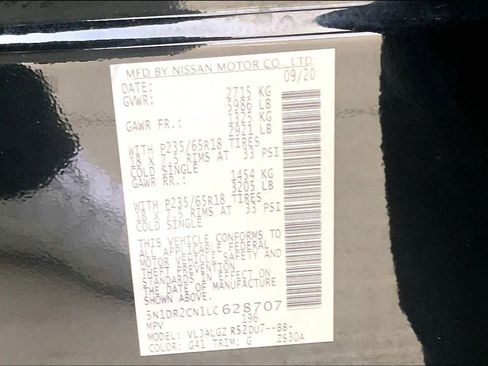 MFD BY NISSAN MOTOR CO., LTD
DATE: 09/20
GVWR: 2715 KG
5986 LB
GAWR FR.: 1325 KG
2921 LB
WITH P235/65R18 TIRES
18 X 7.5 RIMS AT 33 PSI
COLD SINGLE
GAWR RR.: 1454 KG
3205 LB
WITH P235/65R18 TIRES
18 X 7.5 RIMS AT 33 PSI
COLD SINGLE
THIS VEHICLE CONFORMS TO
ALL APPLICABLE FEDERAL
MOTOR VEHICLE SAFETY AND
THEFT PREVENTION
STANDARDS IN EFFECT ON
THE DATE OF MANUFACTURE
SHOWN ABOVE.
5N1DR2CN1LC628707
MPV 196
MODEL: VLJALGZ R52DU7--BB-
COLOR: G41 TRIM: G ZS30A